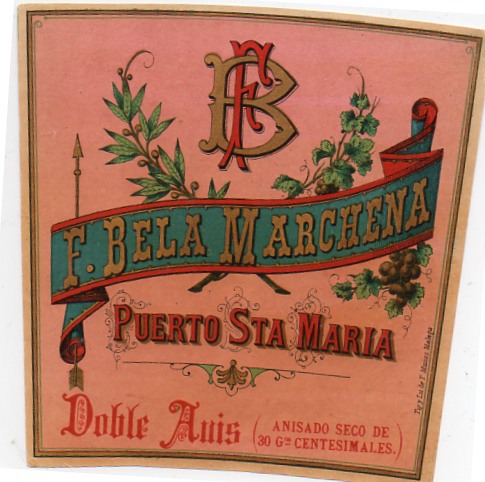 FB
F. BELA MARCHENA
PUERTO STA MARIA
Doble Anis
(ANISADO SECO DE
30 Gos CENTESIMALES.)